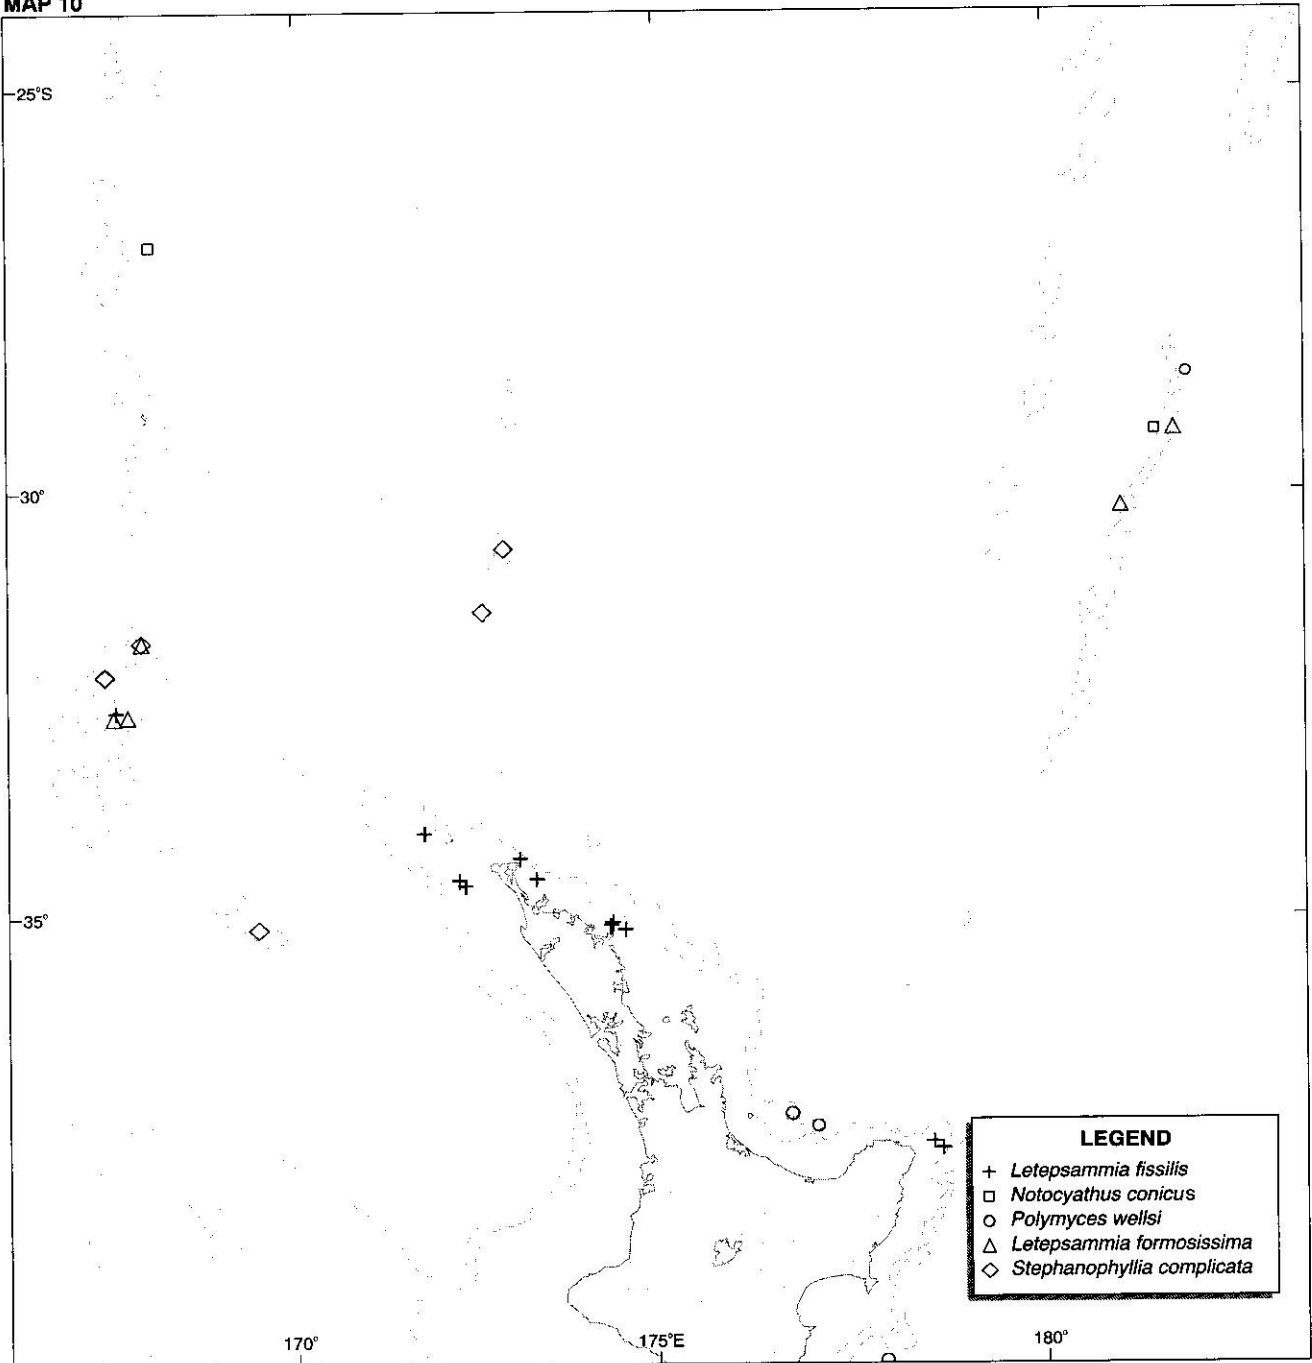 MAP 10
25°S
30°
35°
170°
175°E
180°
LEGEND
Letepsammia fissilis
Notocyathus conicus
Polymyces wellsi
Letepsammia formosissima
Stephanophyllia complicata